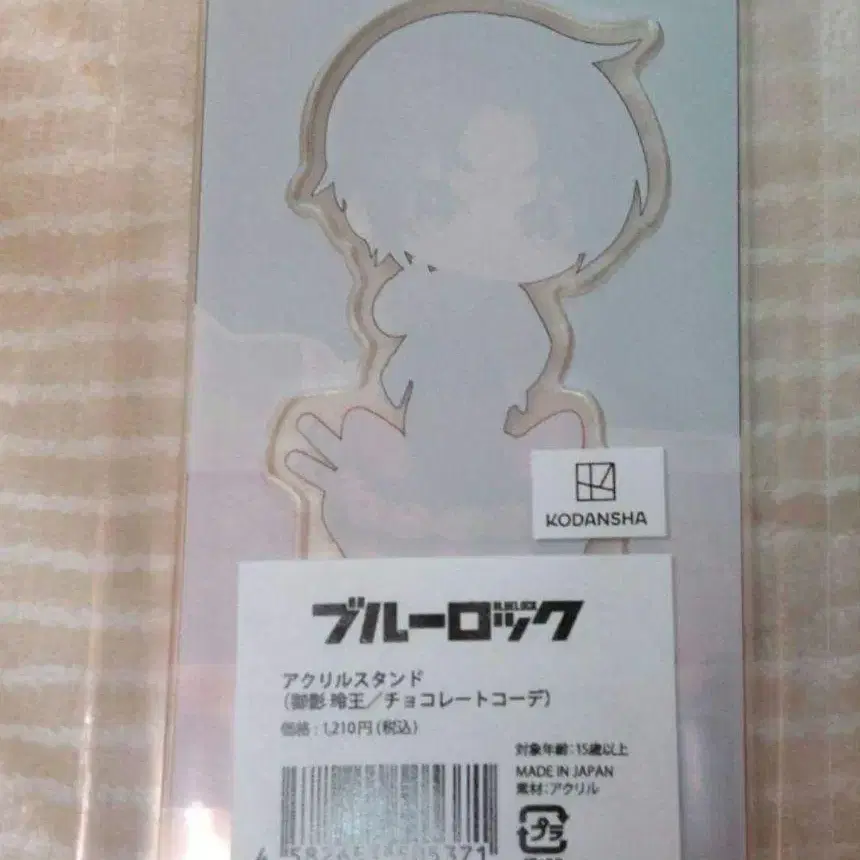 KODANSHA
ブルーロック
BLUELOCK
アクリルスタンド
(御影 玲王/チョコレートコーデ)
価格:1,210円(税込)
対象年齢:15歳以上
MADE IN JAPAN
素材:アクリル
プラ